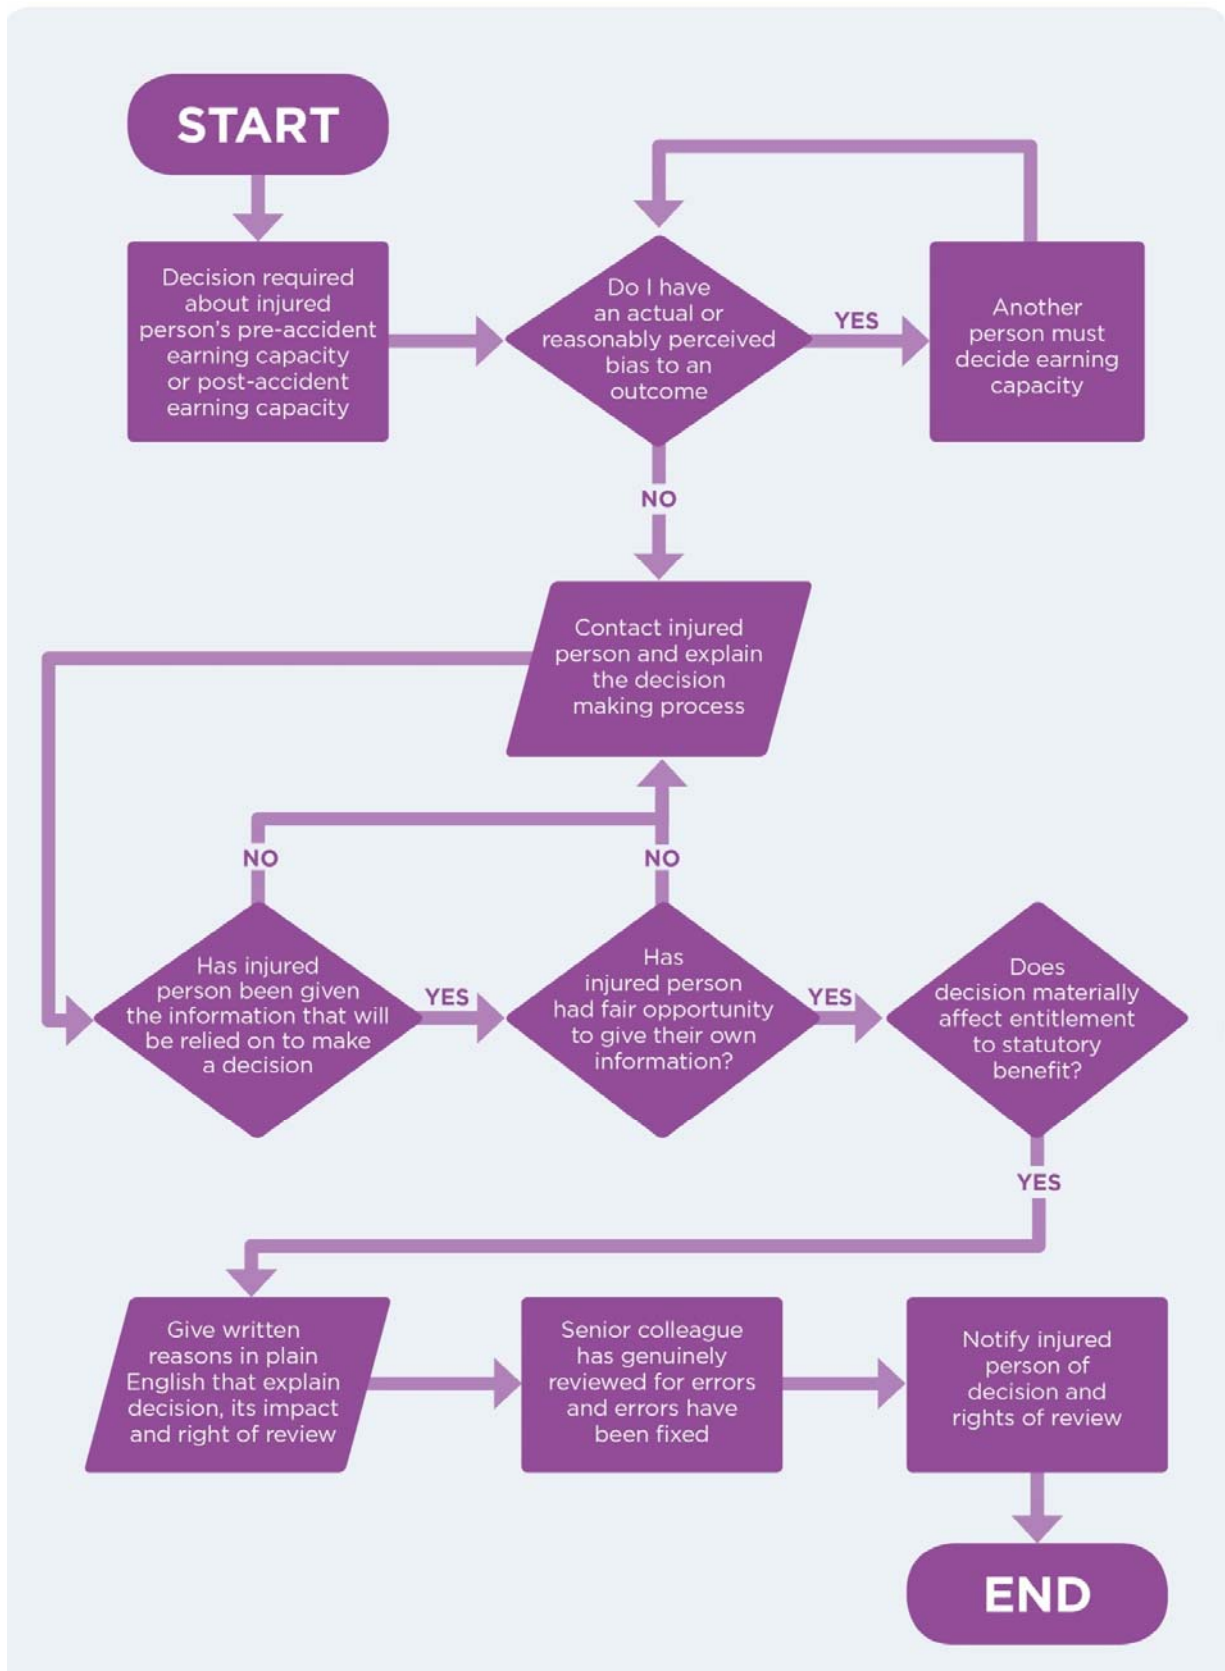 START
Decision required
about injured
person's pre-accident
earning capacity
or post-accident
earning capacity
Do I have
an actual or
reasonably perceived
bias to an
outcome
YES
Another
person must
decide earning
capacity
NO
Contact injured
person and explain
the decision
making process
NO
NO
Has injured
person been given
the information that will
be relied on to make
a decision
YES
Has
injured person
had fair opportunity
to give their own
information?
YES
Does
decision materially
affect entitlement
to statutory
benefit?
YES
Give written
reasons in plain
English that explain
decision, its impact
and right of review
Senior colleague
has genuinely
reviewed for errors
and errors have
been fixed
Notify injured
person of
decision and
rights of review
END